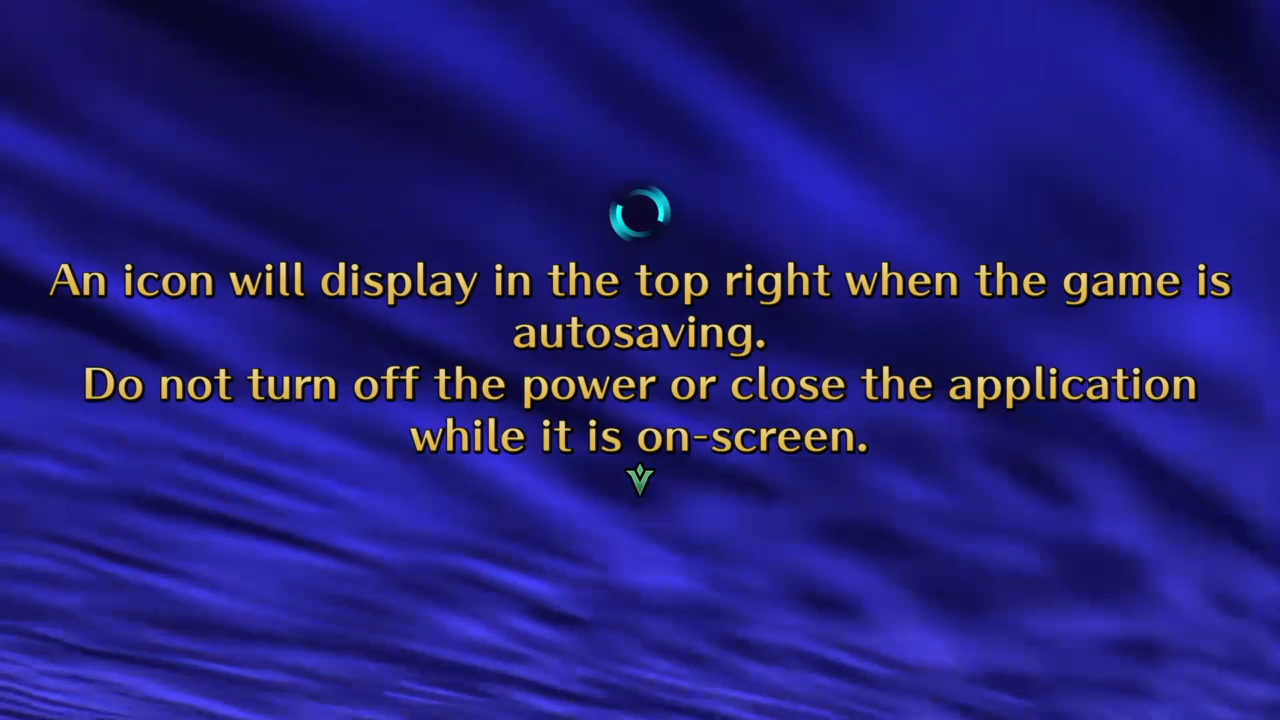 An icon will display in the top right when the game is
autosaving.
Do not turn off the power or close the application
while it is on-screen.